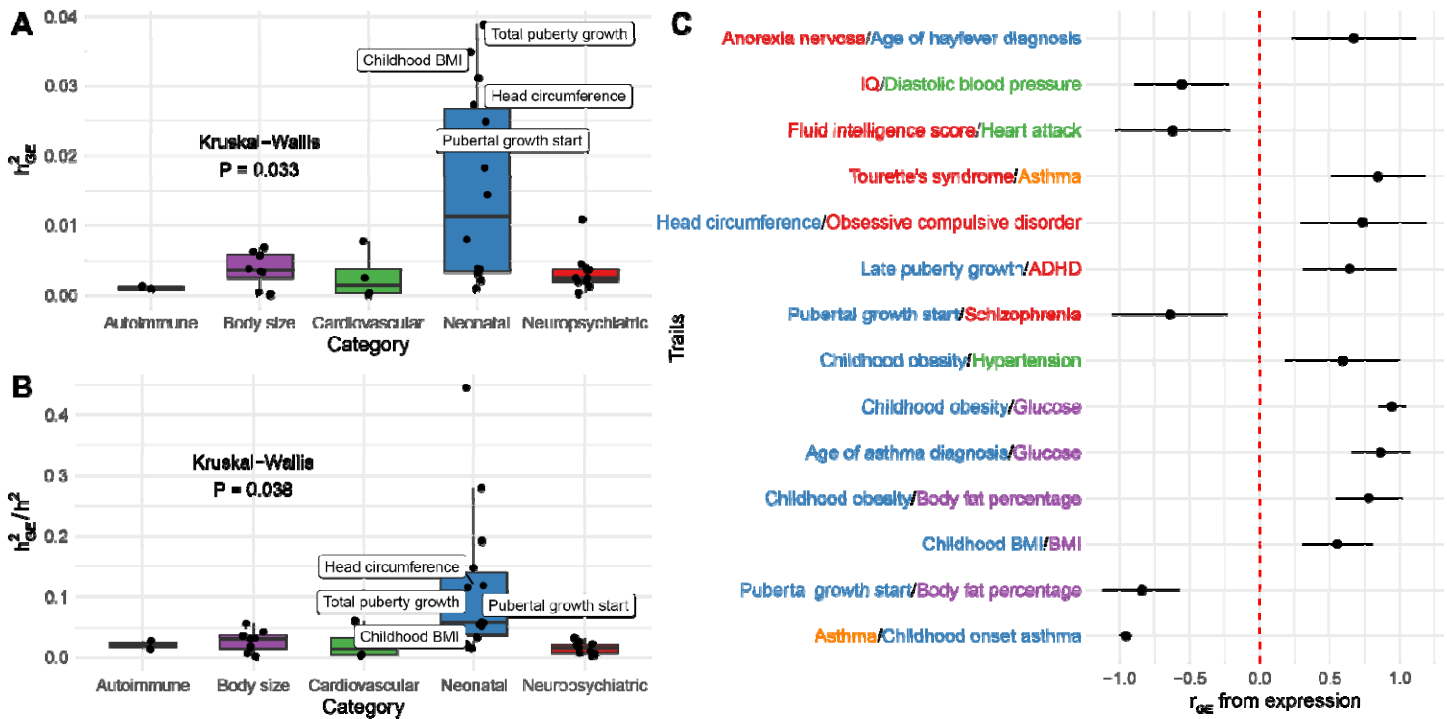 A
0.04
0.03
0.02
0.01
0.00
h²GE
Total puberty growth
Childhood BMI
Head circumference
Pubertal growth start
Kruskal-Wallis
P = 0.033
Autoimmune Body size Cardiovascular Neonatal Neuropsychiatric
Category
B
0.4
0.3
0.2
0.1
0.0
h²GE/h²
Kruskal-Wallis
P = 0.038
Head circumference
Total puberty growth
Pubertal growth start
Childhood BMI
Autoimmune Body size Cardiovascular Neonatal Neuropsychiatric
Category
C
Traits
Anorexia nervosa/Age of hayfever diagnosis
IQ/Diastolic blood pressure
Fluid intelligence score/Heart attack
Tourette's syndrome/Asthma
Head circumference/Obsessive compulsive disorder
Late puberty growth/ADHD
Pubertal growth start/Schizophrenia
Childhood obesity/Hypertension
Childhood obesity/Glucose
Age of asthma diagnosis/Glucose
Childhood obesity/Body fat percentage
Childhood BMI/BMI
Puberta growth start/Body fat percentage
Asthma/Childhood onset asthma
−1.0 −0.5 0.0 0.5 1.0
rGE from expression